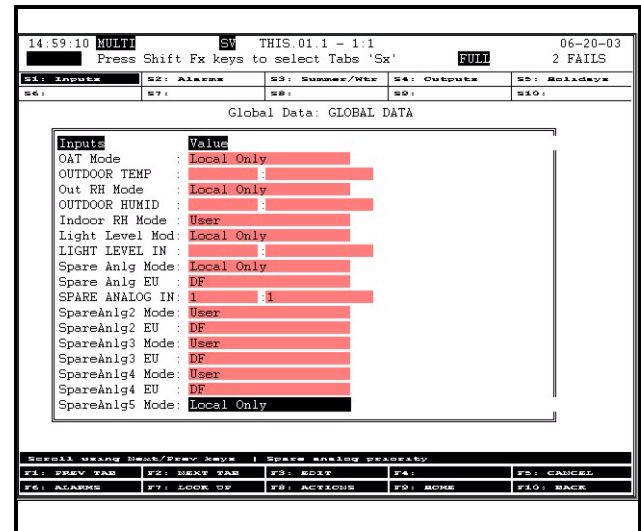 14:59:10 MULTI SV THIS.01.1 - 1:1 06-20-03
Press Shift Fx keys to select Tabs 'Sx' FULL 2 FAILS
S1: Inputs S2: Alarms S3: Summer/Wtr S4: Outputs S5: Holidays
S6: S7: S8: S9: S10:
Global Data: GLOBAL DATA
Inputs Value
OAT Mode : Local Only
OUTDOOR TEMP : :
Out RH Mode : Local Only
OUTDOOR HUMID : :
Indoor RH Mode : User
Light Level Mod: Local Only
LIGHT LEVEL IN : :
Spare Anlg Mode: Local Only
Spare Anlg EU : DF
SPARE ANALOG IN: 1 :1
SpareAnlg2 Mode: User
SpareAnlg2 EU : DF
SpareAnlg3 Mode: User
SpareAnlg3 EU : DF
SpareAnlg4 Mode: User
SpareAnlg4 EU : DF
SpareAnlg5 Mode: Local Only
Scroll using Next/Prev keys | Spare analog priority
F1: PREV TAB F2: NEXT TAB F3: EDIT F4: F5: CANCEL
F6: ALARMS F7: LOOK UP F8: ACTIONS F9: HOME F10: BACK